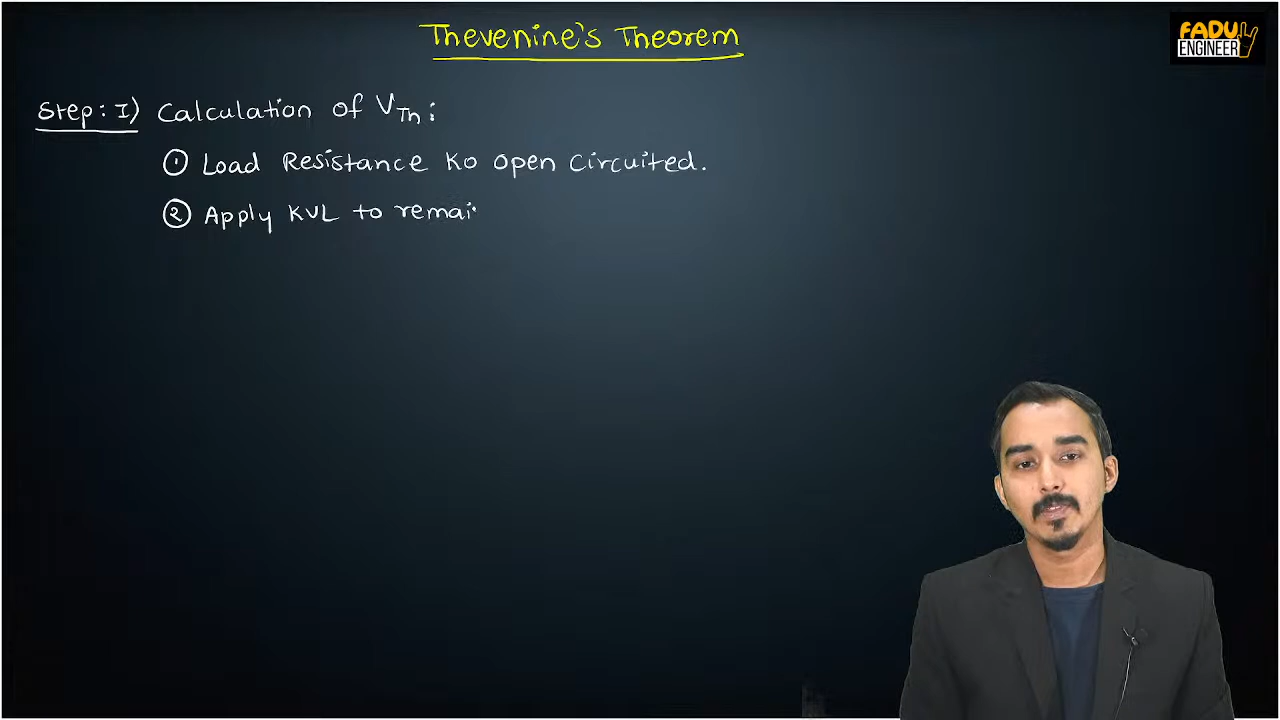 Thevenine's Theorem
FADU
ENGINEER
Step: I) Calculation of VTh:
① Load Resistance Ko open circuited.
② Apply KVL to remai